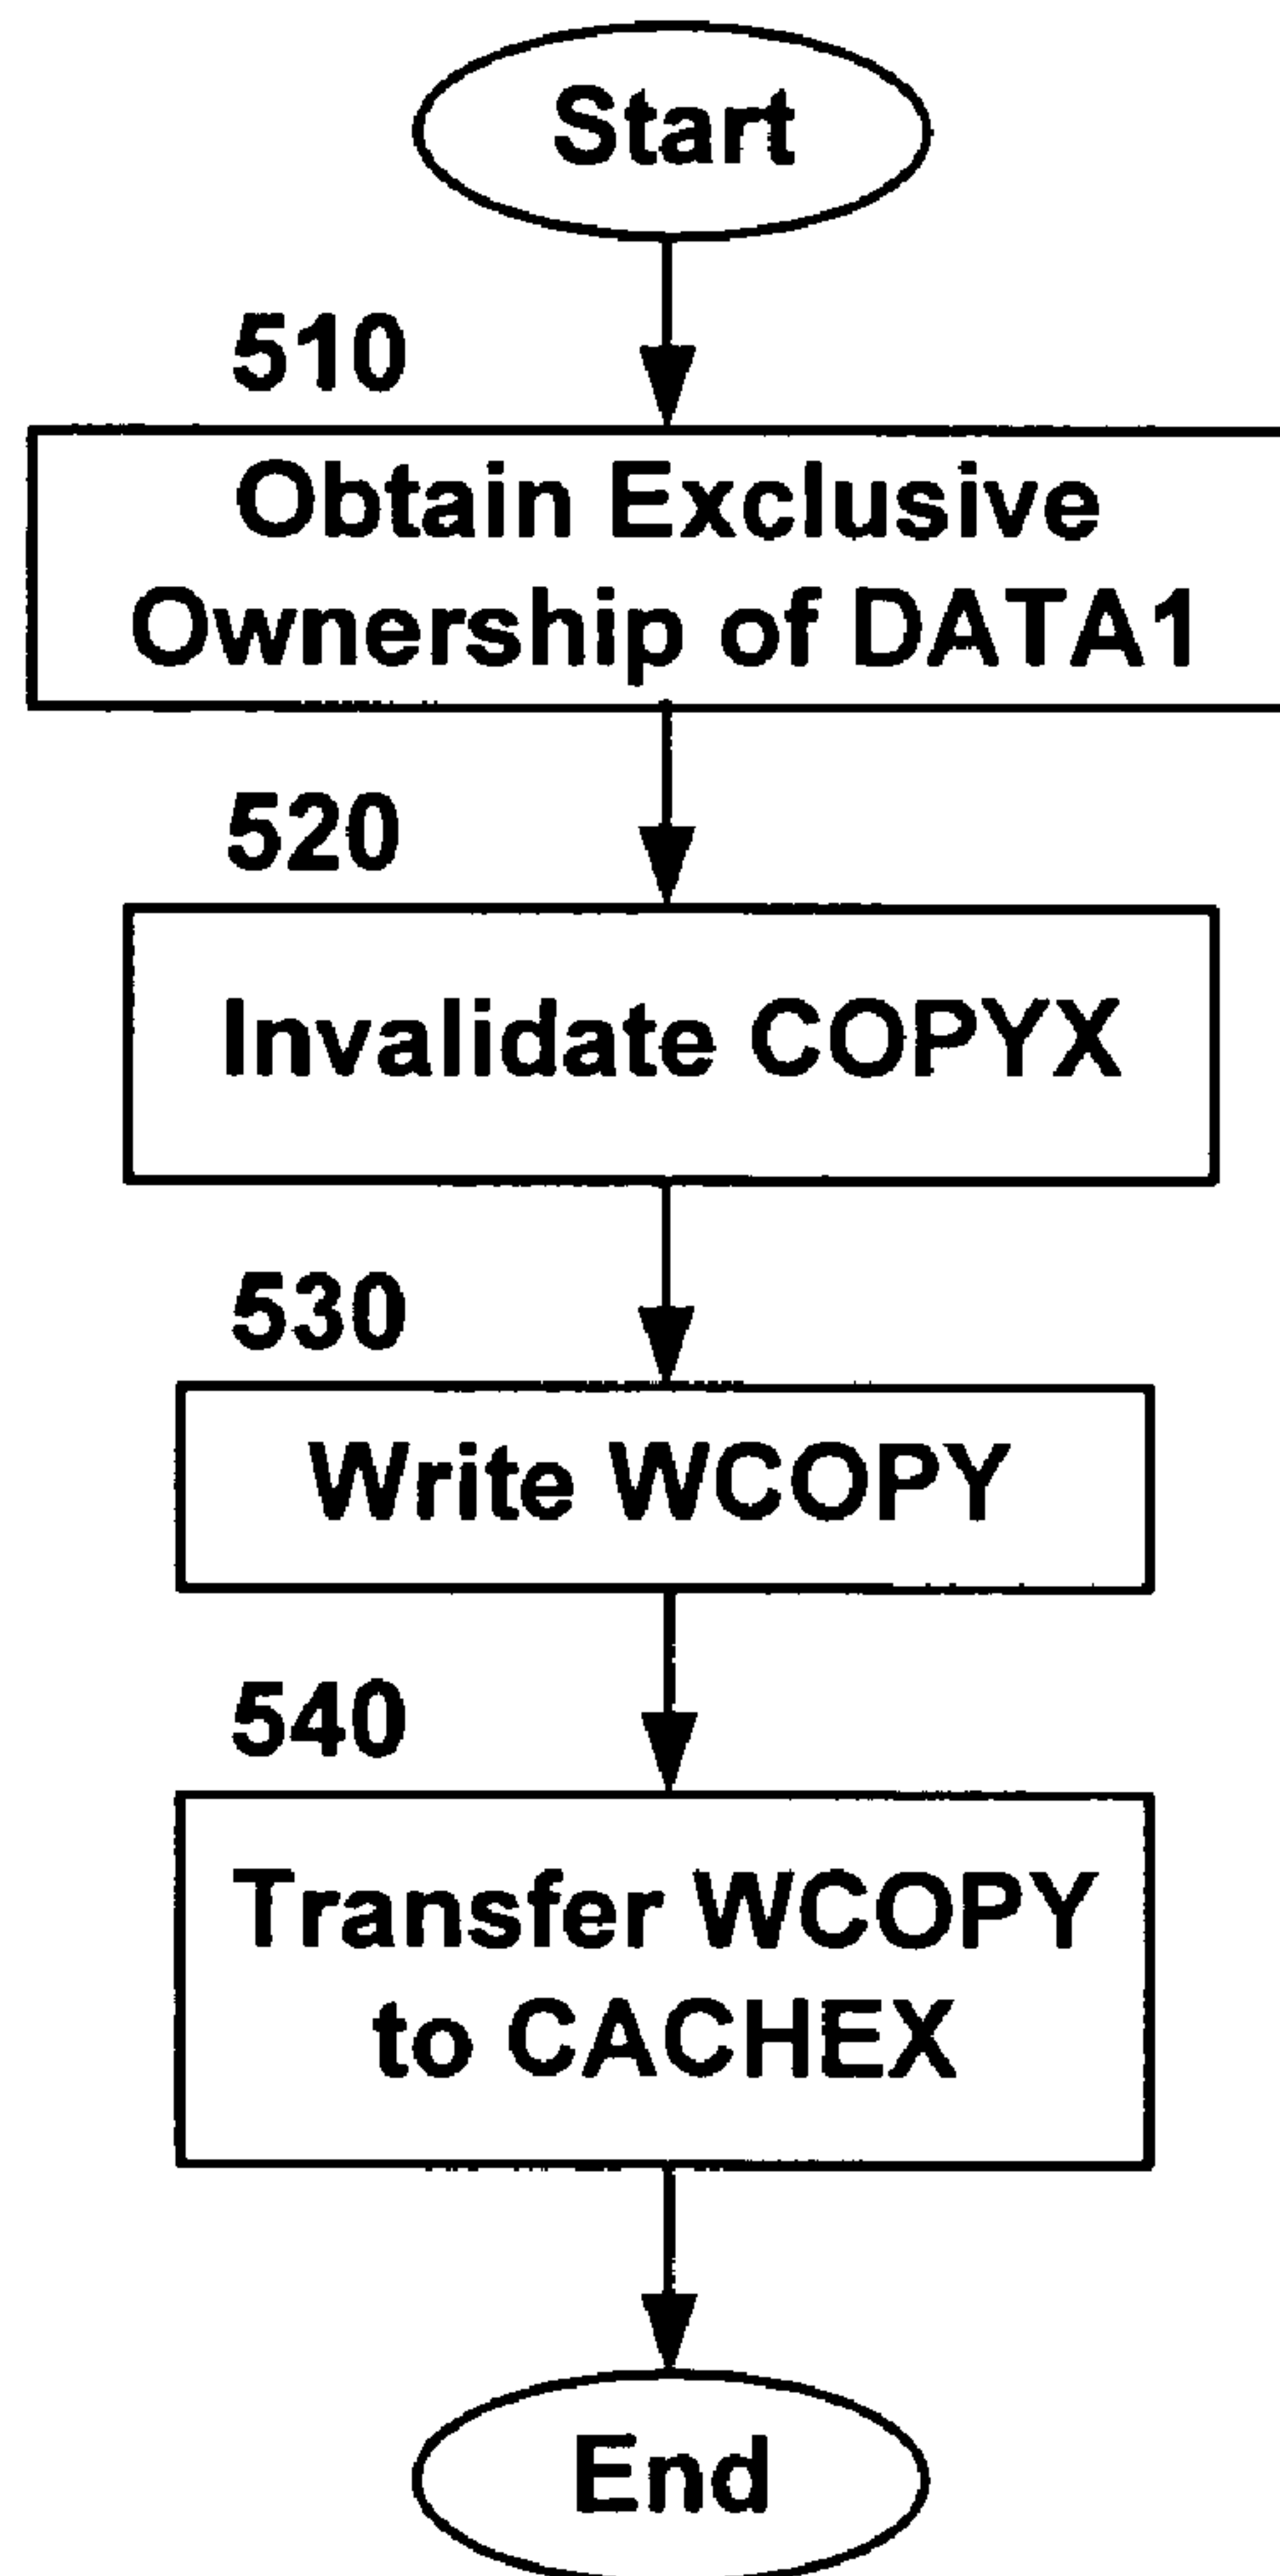 Start
510
Obtain Exclusive
Ownership of DATA1
520
Invalidate COPYX
530
Write WCOPY
540
Transfer WCOPY
to CACHEX
End